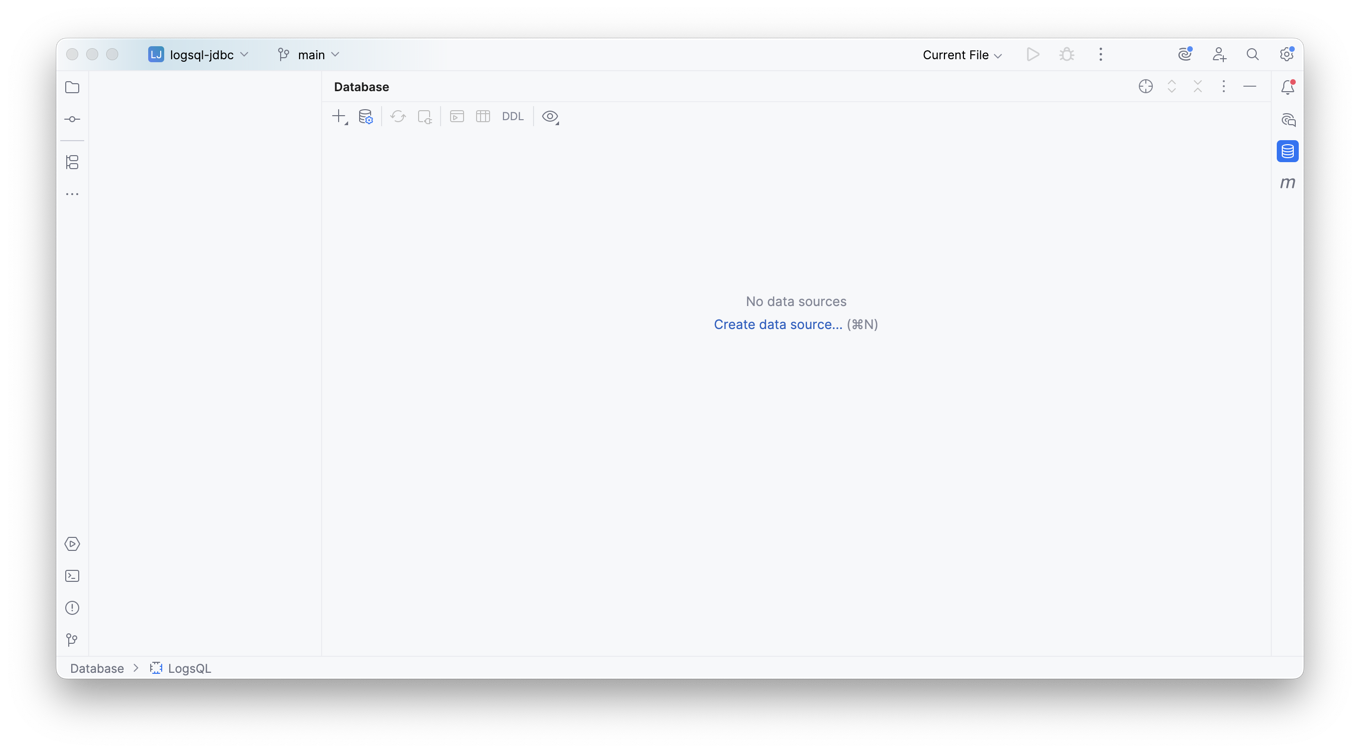 LJ logsql-jdbc main Current File
Database
DDL
No data sources
Create data source... (⌘N)
m
Database > LogsQL